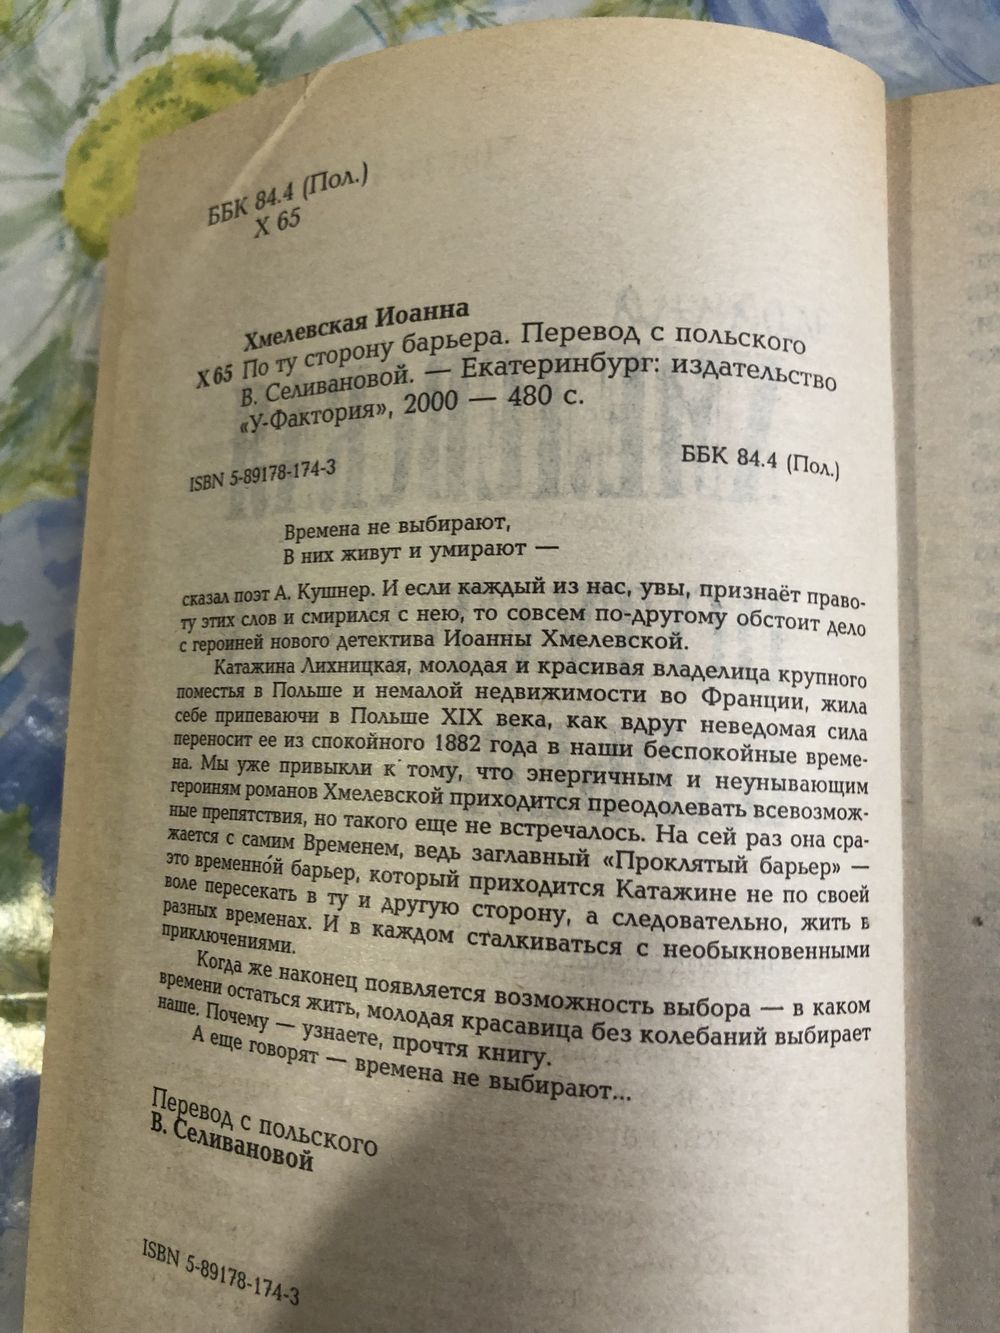 ББК 84.4 (Пол.)
Х 65
Хмелевская Иоанна
Х 65 По ту сторону барьера. Перевод с польского
В. Селивановой. — Екатеринбург: издательство
«У-Фактория», 2000 — 480 с.
ISBN 5-89178-174-3
ББК 84.4 (Пол.)
Времена не выбирают,
В них живут и умирают —
сказал поэт А. Кушнер. И если каждый из нас, увы, признаёт право-
ту этих слов и смирился с нею, то совсем по-другому обстоит дело
с героиней нового детектива Иоанны Хмелевской.
Катажина Лихницкая, молодая и красивая владелица крупного
поместья в Польше и немалой недвижимости во Франции, жила
себе припеваючи в Польше XIX века, как вдруг неведомая сила
переносит ее из спокойного 1882 года в наши беспокойные време-
на. Мы уже привыкли к тому, что энергичным и неунывающим
героиням романов Хмелевской приходится преодолевать всевозмож-
ные препятствия, но такого еще не встречалось. На сей раз она сра-
жается с самим Временем, ведь заглавный «Проклятый барьер» —
это временно́й барьер, который приходится Катажине не по своей
воле пересекать в ту и другую сторону, а следовательно, жить в
разных временах. И в каждом сталкиваться с необыкновенными
приключениями.
Когда же наконец появляется возможность выбора — в каком
времени остаться жить, молодая красавица без колебаний выбирает
наше. Почему — узнаете, прочтя книгу.
А еще говорят — времена не выбирают...
Перевод с польского
В. Селивановой
ISBN 5-89178-174-3